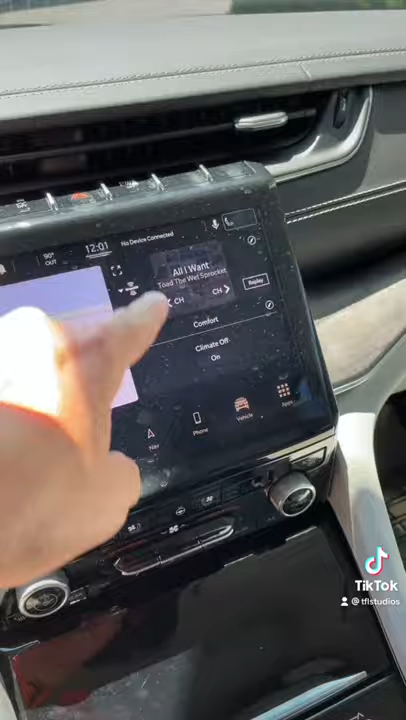 90°
OUT
12:01
No Device Connected
All I Want
Toad The Wet Sprocket
CH
CH
Replay
Comfort
Climate Off
On
Nav
Phone
Vehicle
Apps
TikTok
@ tflstudios